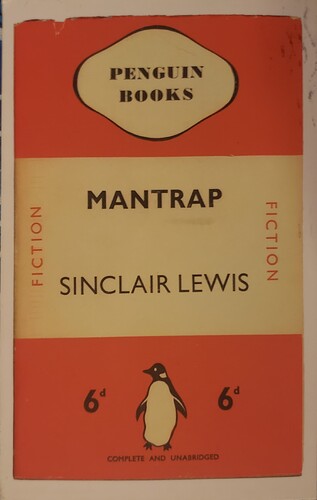 PENGUIN
BOOKS
MANTRAP
FICTION
FICTION
SINCLAIR LEWIS
6d
6d
COMPLETE AND UNABRIDGED